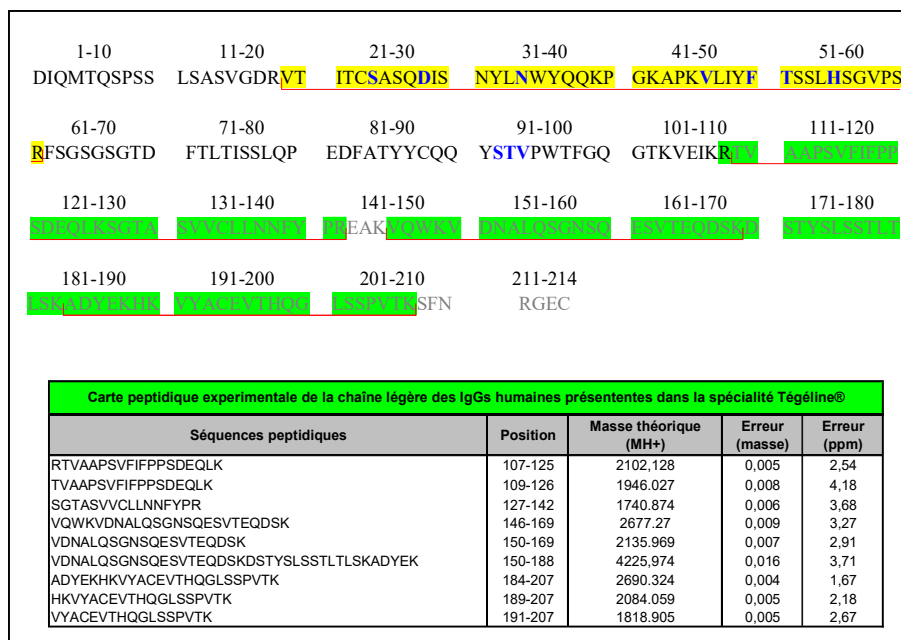 1-10 11-20 21-30 31-40 41-50 51-60
DIQMTQSPSS LSASVGDRVT ITCSASQDIS NYLNWYQQKP GKAPKVLIYF TSSLHSGVPS
61-70 71-80 81-90 91-100 101-110 111-120
RFSGSGSGTD FTLTISSLQP EDFATYYCQQ YSTVPWTFGQ GTKVEIKRTV AAPSVFIFPP
121-130 131-140 141-150 151-160 161-170 171-180
SDEQLKSGTA SVVCLLNNFY PREAKVQWKV DNALQSGNSQ ESVTEQDSKD STYSLSSTLT
181-190 191-200 201-210 211-214
LSKADYEKHK VYACEVTHQG LSSPVTKSFN RGEC
Carte peptidique experimentale de la chaîne légère des IgGs humaines présententes dans la spécialité Tégéline®
Séquences peptidiques Position Masse théorique (MH+) Erreur (masse) Erreur (ppm)
RTVAAPSVFIFPPSDEQLK 107-125 2102,128 0,005 2,54
TVAAPSVFIFPPSDEQLK 109-126 1946.027 0,008 4,18
SGTASVVCLLNNFYPR 127-142 1740.874 0,006 3,68
VQWKVDNALQSGNSQESVTEQDSK 146-169 2677.27 0,009 3,27
VDNALQSGNSQESVTEQDSK 150-169 2135.969 0,007 2,91
VDNALQSGNSQESVTEQDSKDSTYSLSSTLTLSKADYEK 150-188 4225,974 0,016 3,71
ADYEKHKVYACEVTHQGLSSPVTK 184-207 2690.324 0,004 1,67
HKVYACEVTHQGLSSPVTK 189-207 2084.059 0,005 2,18
VYACEVTHQGLSSPVTK 191-207 1818.905 0,005 2,67